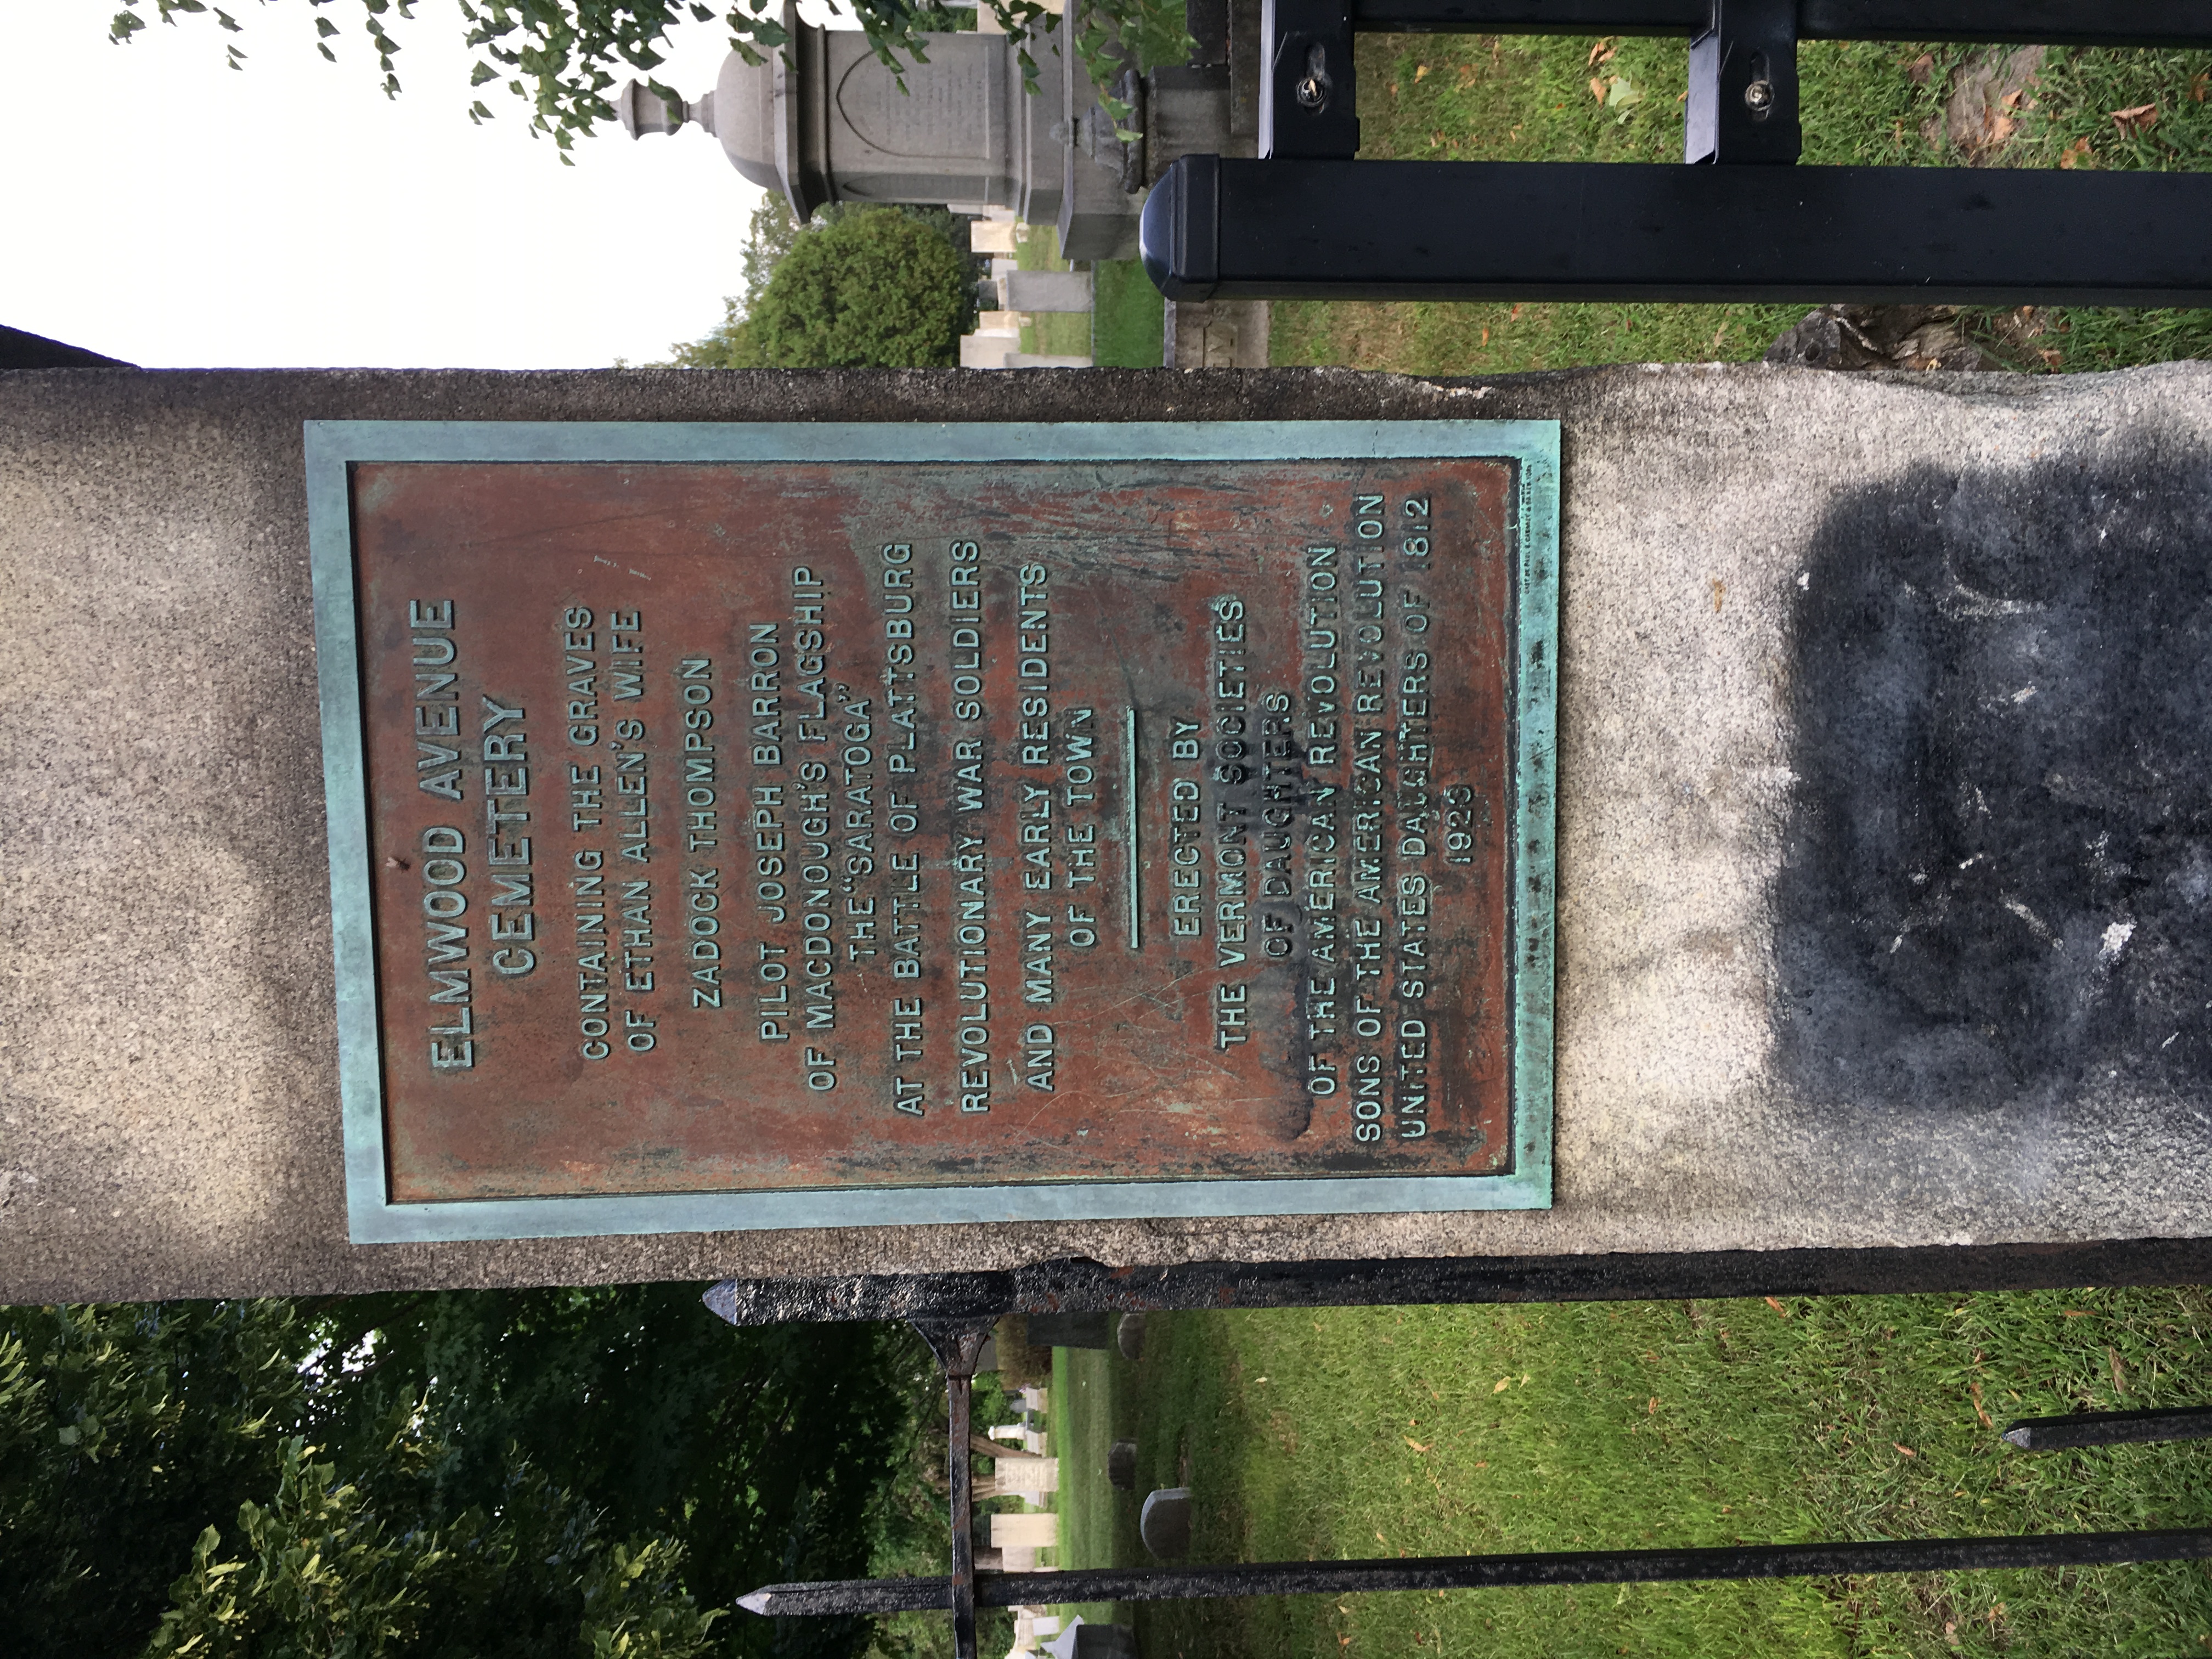 ELMWOOD AVENUE
CEMETERY
CONTAINING THE GRAVES
OF ETHAN ALLEN'S WIFE
ZADOCK THOMPSON
PILOT JOSEPH BARRON
OF MACDONOUGH'S FLAGSHIP
THE "SARATOGA"
AT THE BATTLE OF PLATTSBURG
REVOLUTIONARY WAR SOLDIERS
AND MANY EARLY RESIDENTS
OF THE TOWN
ERECTED BY
THE VERMONT SOCIETIES
OF DAUGHTERS
OF THE AMERICAN REVOLUTION
SONS OF THE AMERICAN REVOLUTION
UNITED STATES DAUGHTERS OF 1812
1923